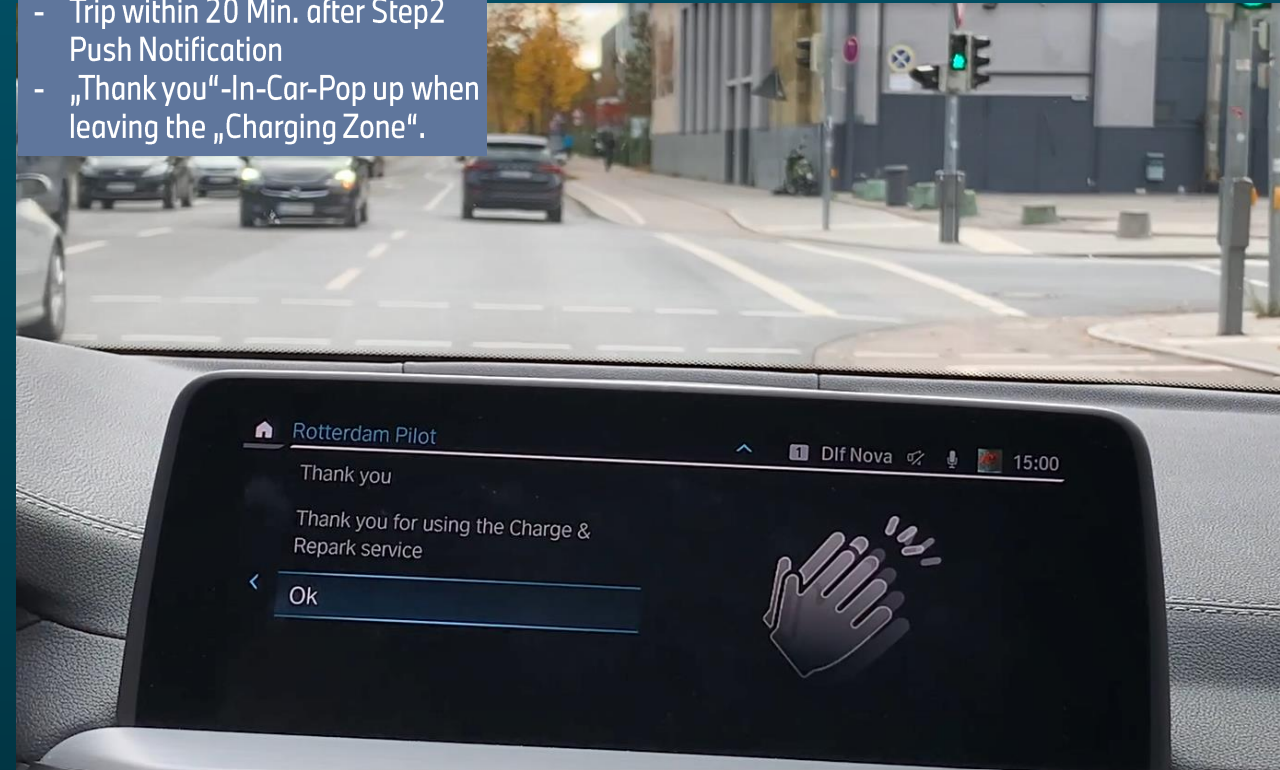 - Trip within 20 Min. after Step2
Push Notification
- „Thank you“-In-Car-Pop up when
leaving the „Charging Zone“.
Rotterdam Pilot
1 Dlf Nova 15:00
Thank you
Thank you for using the Charge &
Repark service
Ok